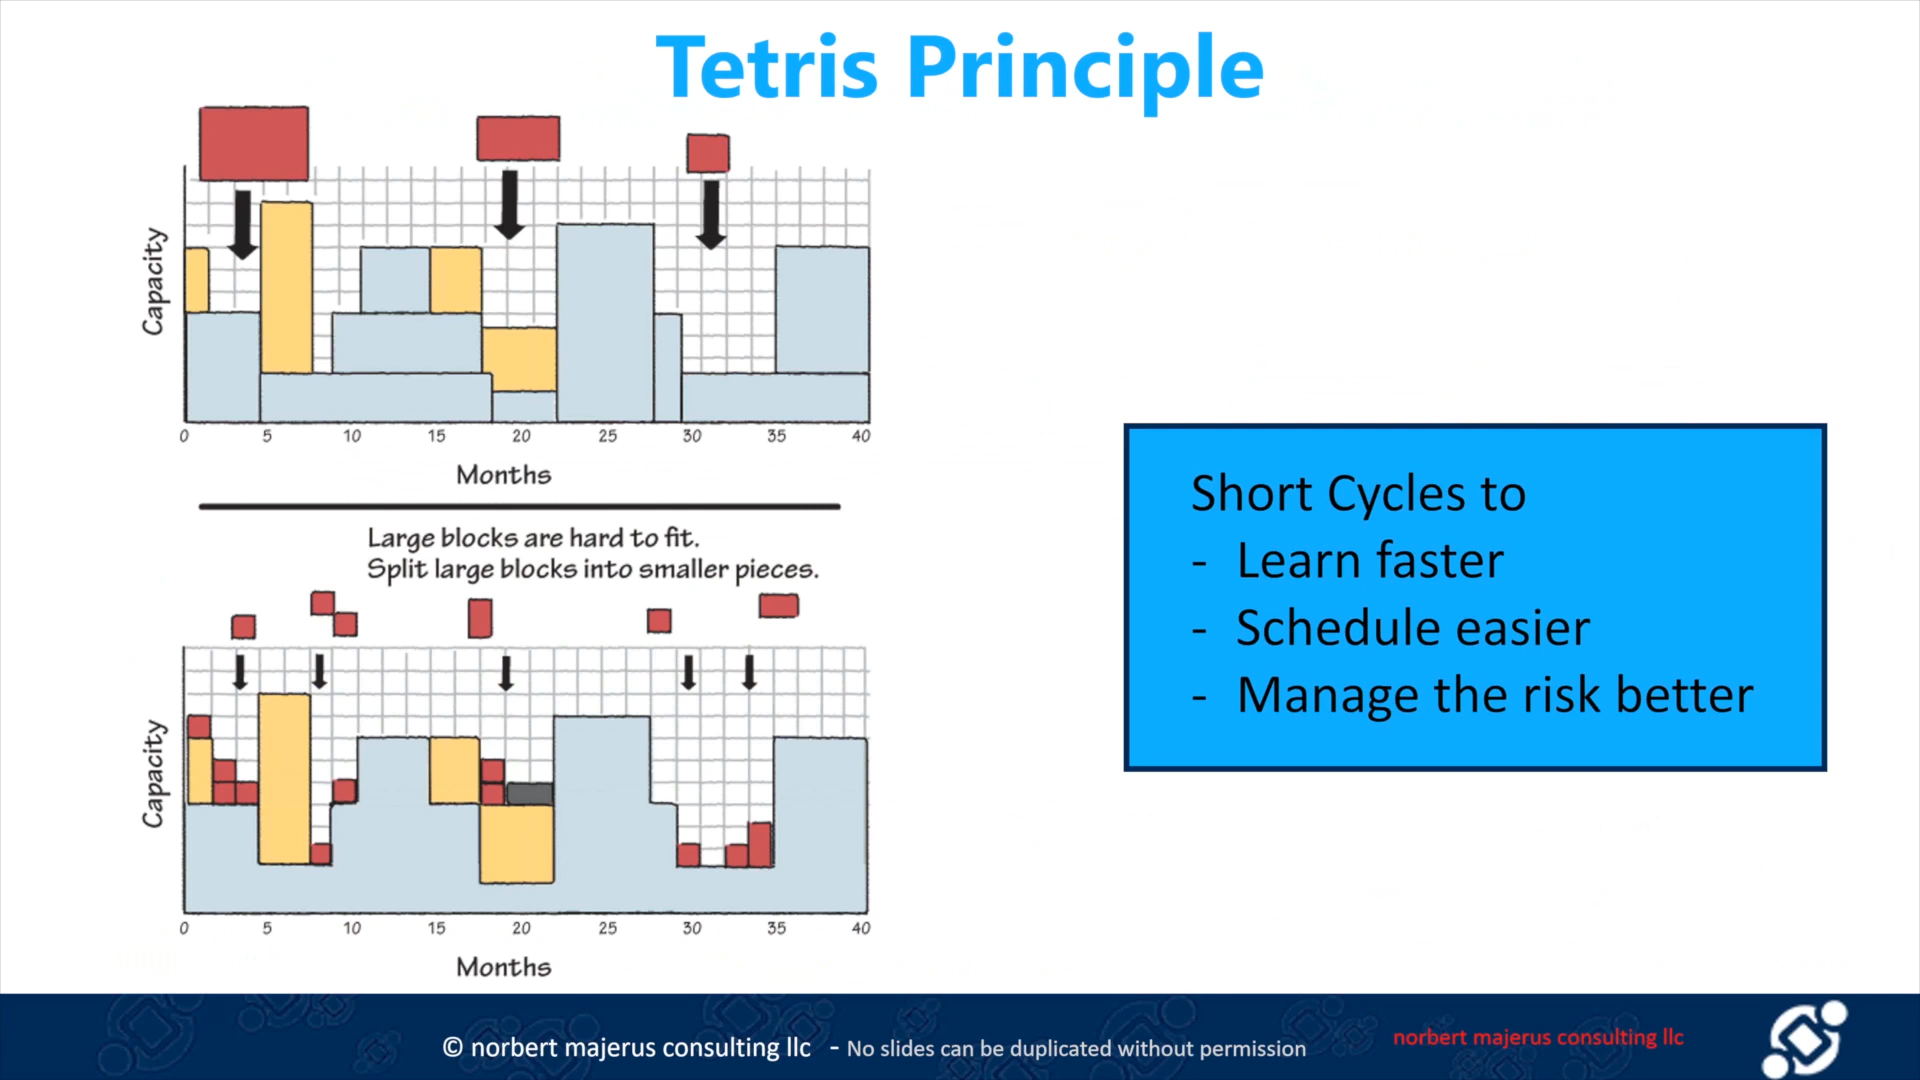 Tetris Principle
Capacity
0 5 10 15 20 25 30 35 40
Months
Large blocks are hard to fit.
Split large blocks into smaller pieces.
Capacity
0 5 10 15 20 25 30 35 40
Months
Short Cycles to
- Learn faster
- Schedule easier
- Manage the risk better
© norbert majerus consulting llc - No slides can be duplicated without permission
norbert majerus consulting llc